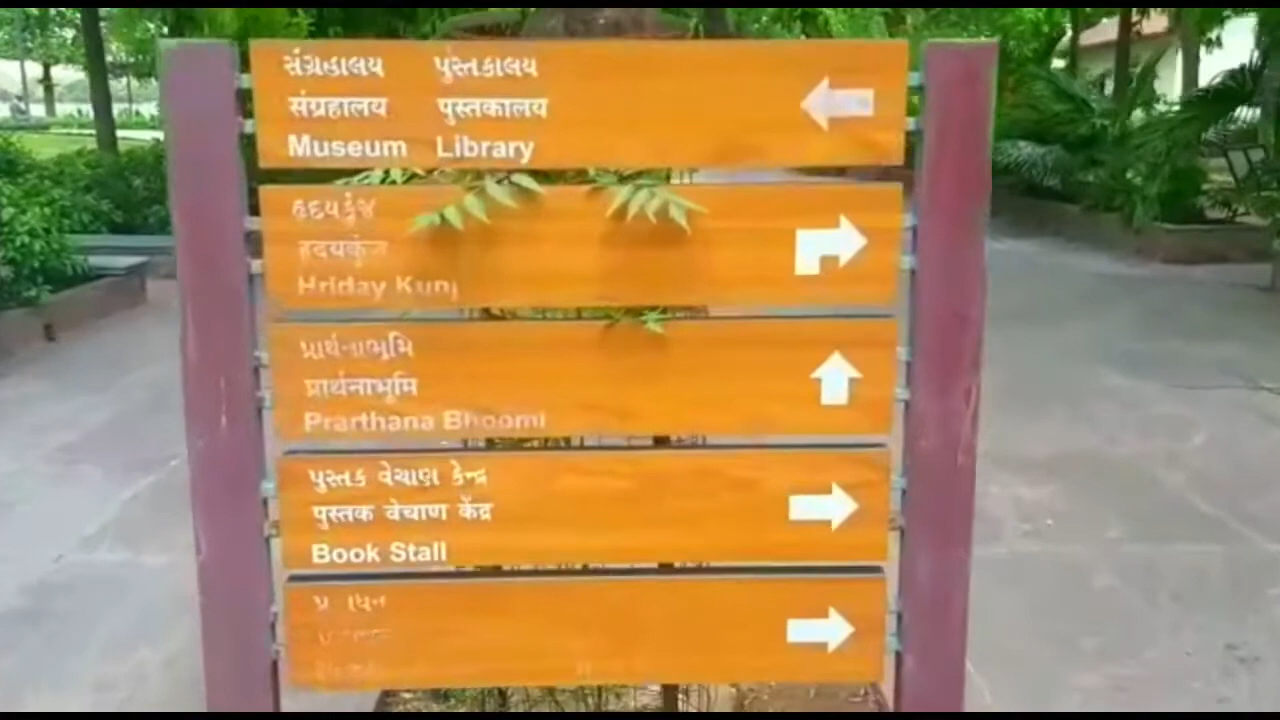 સંગ્રહાલય પુસ્તકાલય
संग्रहालय पुस्तकालय
Museum Library
હૃદયકુંજ
हृदयकुंज
Hriday Kunj
પ્રાર્થનાભૂમિ
प्रार्थनाभूमि
Prarthana Bhoomi
પુસ્તક વેચાણ કેન્દ્ર
पुस्तक वेचाण केंद्र
Book Stall